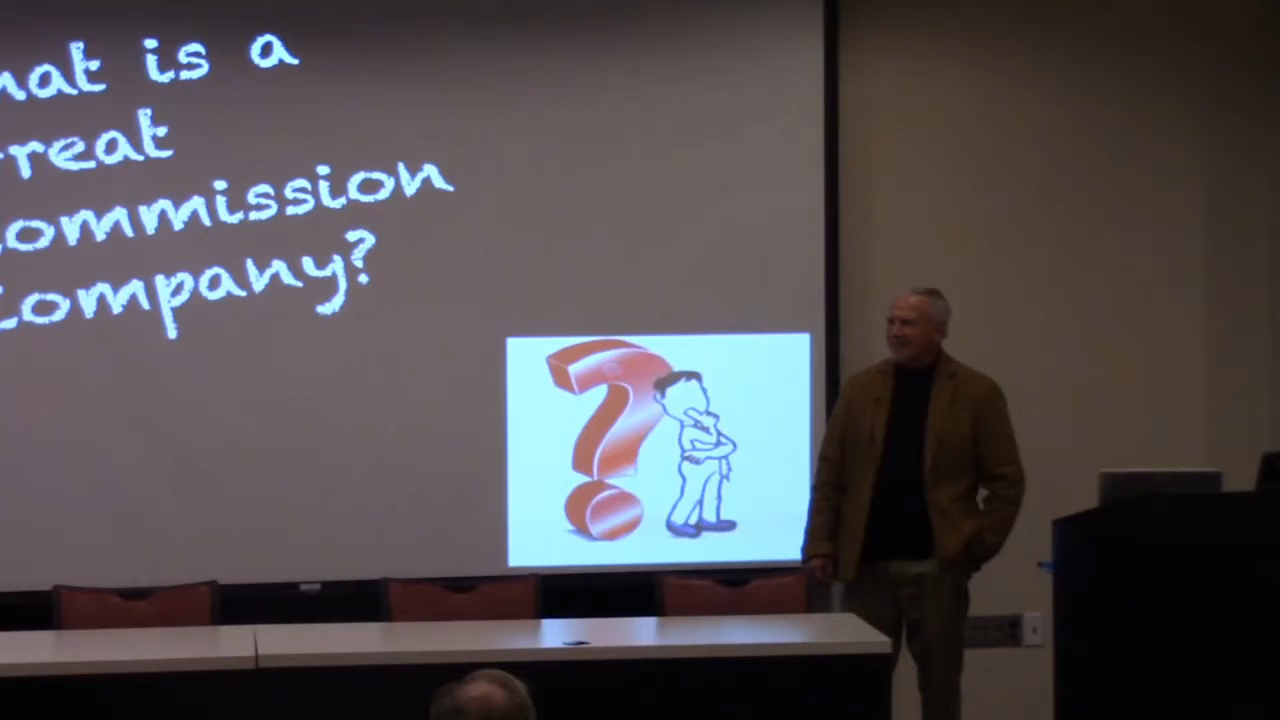 hat is a
reat
ommission
Company?